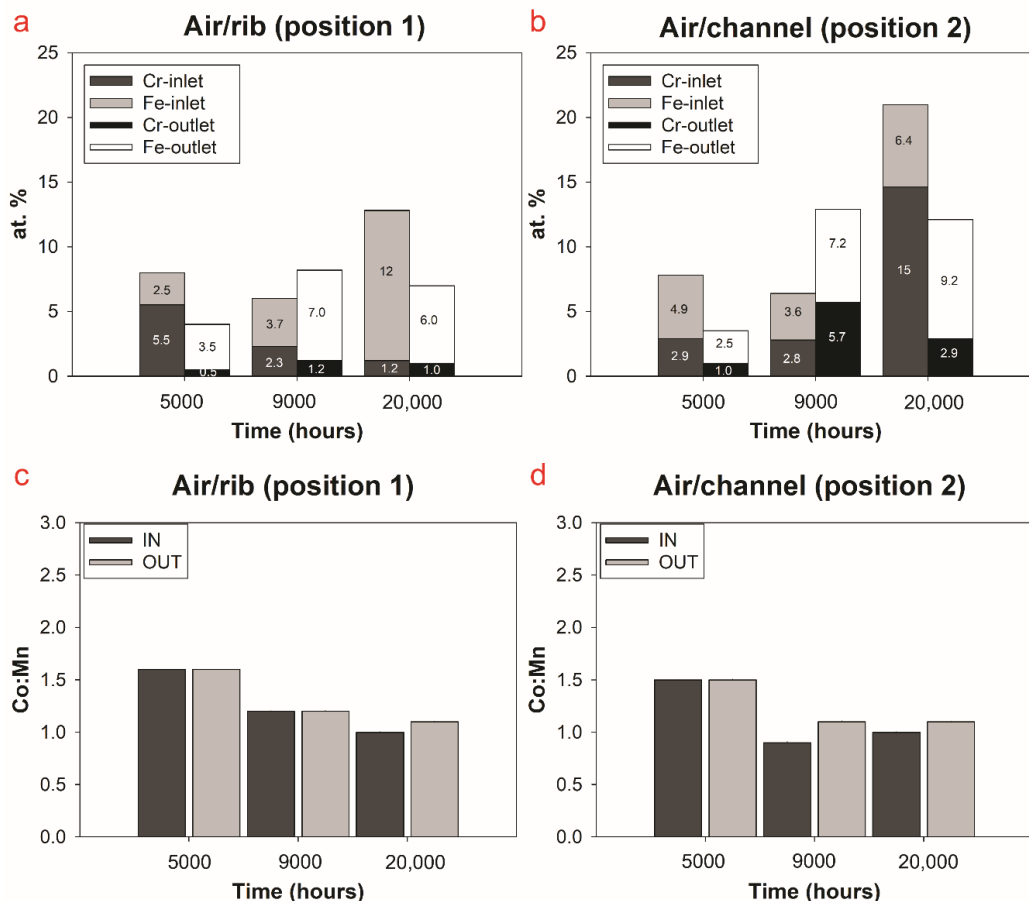 a
Air/rib (position 1)
25
20
15
10
5
0
at. %
Cr-inlet
Fe-inlet
Cr-outlet
Fe-outlet
2.5
5.5
3.5
0.5
3.7
2.3
7.0
1.2
12
1.2
6.0
1.0
5000 9000 20,000
Time (hours)
b
Air/channel (position 2)
25
20
15
10
5
0
at. %
Cr-inlet
Fe-inlet
Cr-outlet
Fe-outlet
4.9
2.9
2.5
1.0
3.6
2.8
7.2
5.7
6.4
15
9.2
2.9
5000 9000 20,000
Time (hours)
c
Air/rib (position 1)
3.0
2.5
2.0
1.5
1.0
0.5
0.0
Co:Mn
IN
OUT
5000 9000 20,000
Time (hours)
d
Air/channel (position 2)
3.0
2.5
2.0
1.5
1.0
0.5
0.0
Co:Mn
IN
OUT
5000 9000 20,000
Time (hours)